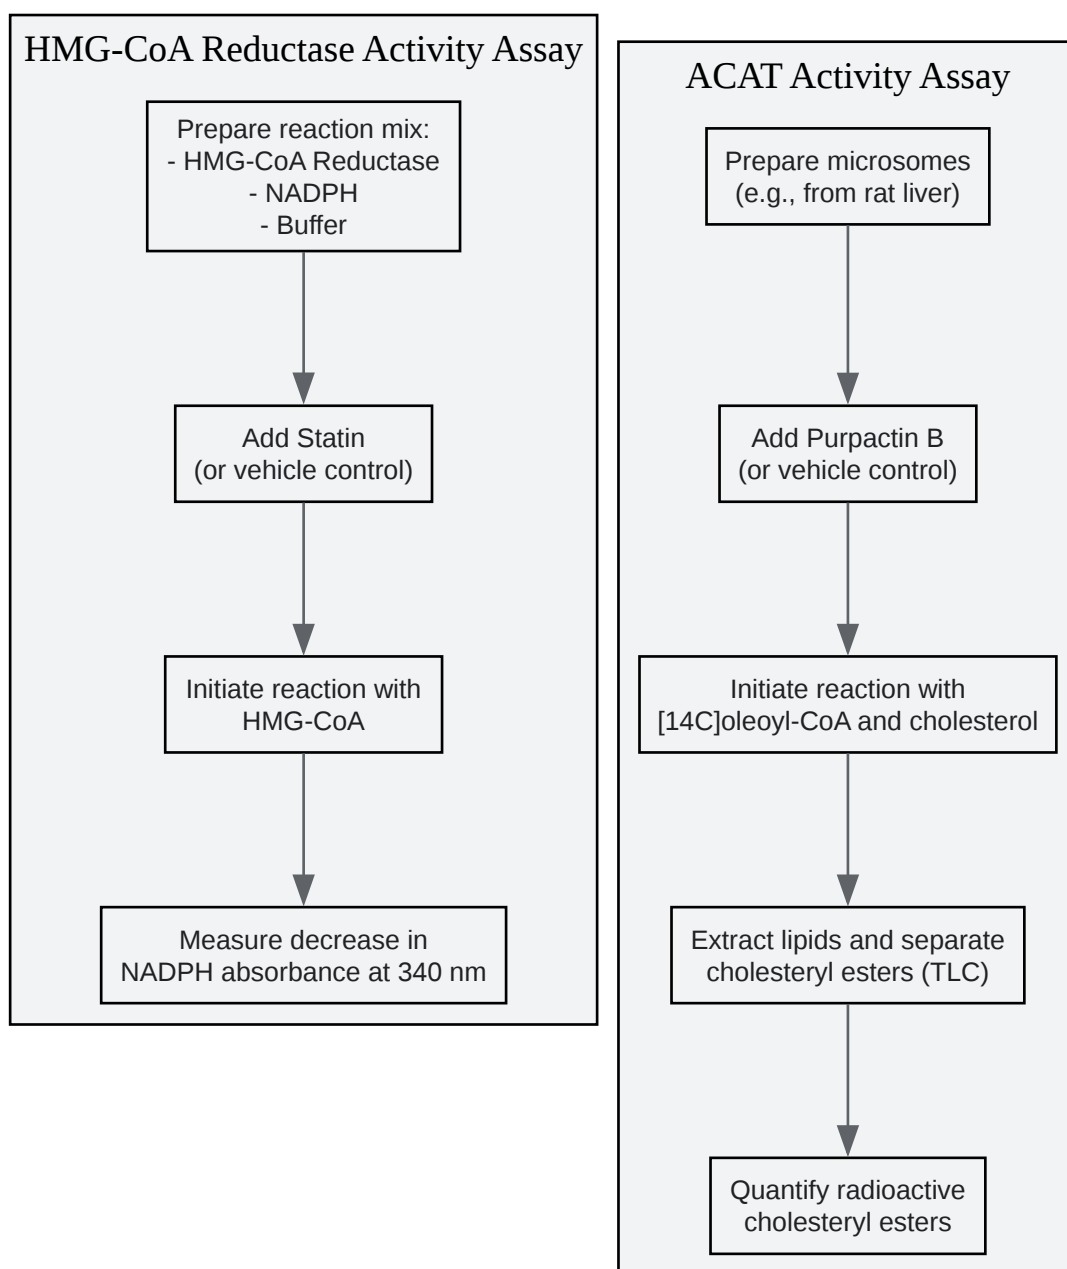 HMG-CoA Reductase Activity Assay
Prepare reaction mix:
- HMG-CoA Reductase
- NADPH
- Buffer
Add Statin
(or vehicle control)
Initiate reaction with
HMG-CoA
Measure decrease in
NADPH absorbance at 340 nm
ACAT Activity Assay
Prepare microsomes
(e.g., from rat liver)
Add Purpactin B
(or vehicle control)
Initiate reaction with
[14C]oleoyl-CoA and cholesterol
Extract lipids and separate
cholesteryl esters (TLC)
Quantify radioactive
cholesteryl esters